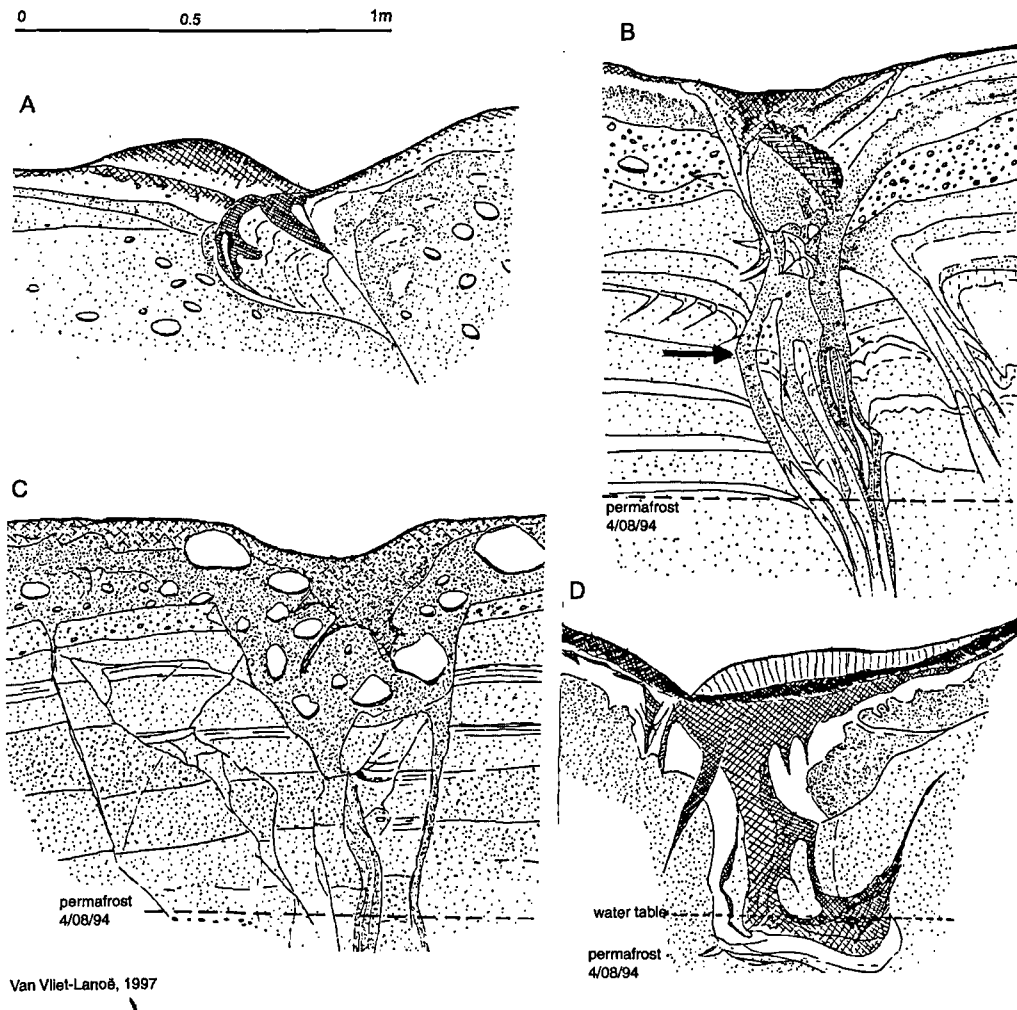 0 0.5 1m
A
B
permafrost
4/08/94
C
permafrost
4/08/94
D
water table
permafrost
4/08/94
Van Vliet-Lanoë, 1997